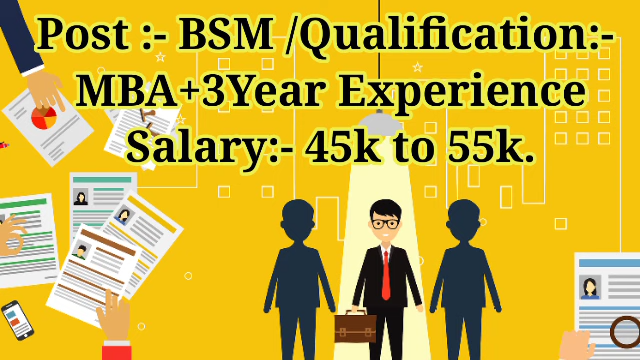 Post :- BSM /Qualification:-
MBA+3Year Experience
Salary:- 45k to 55k.